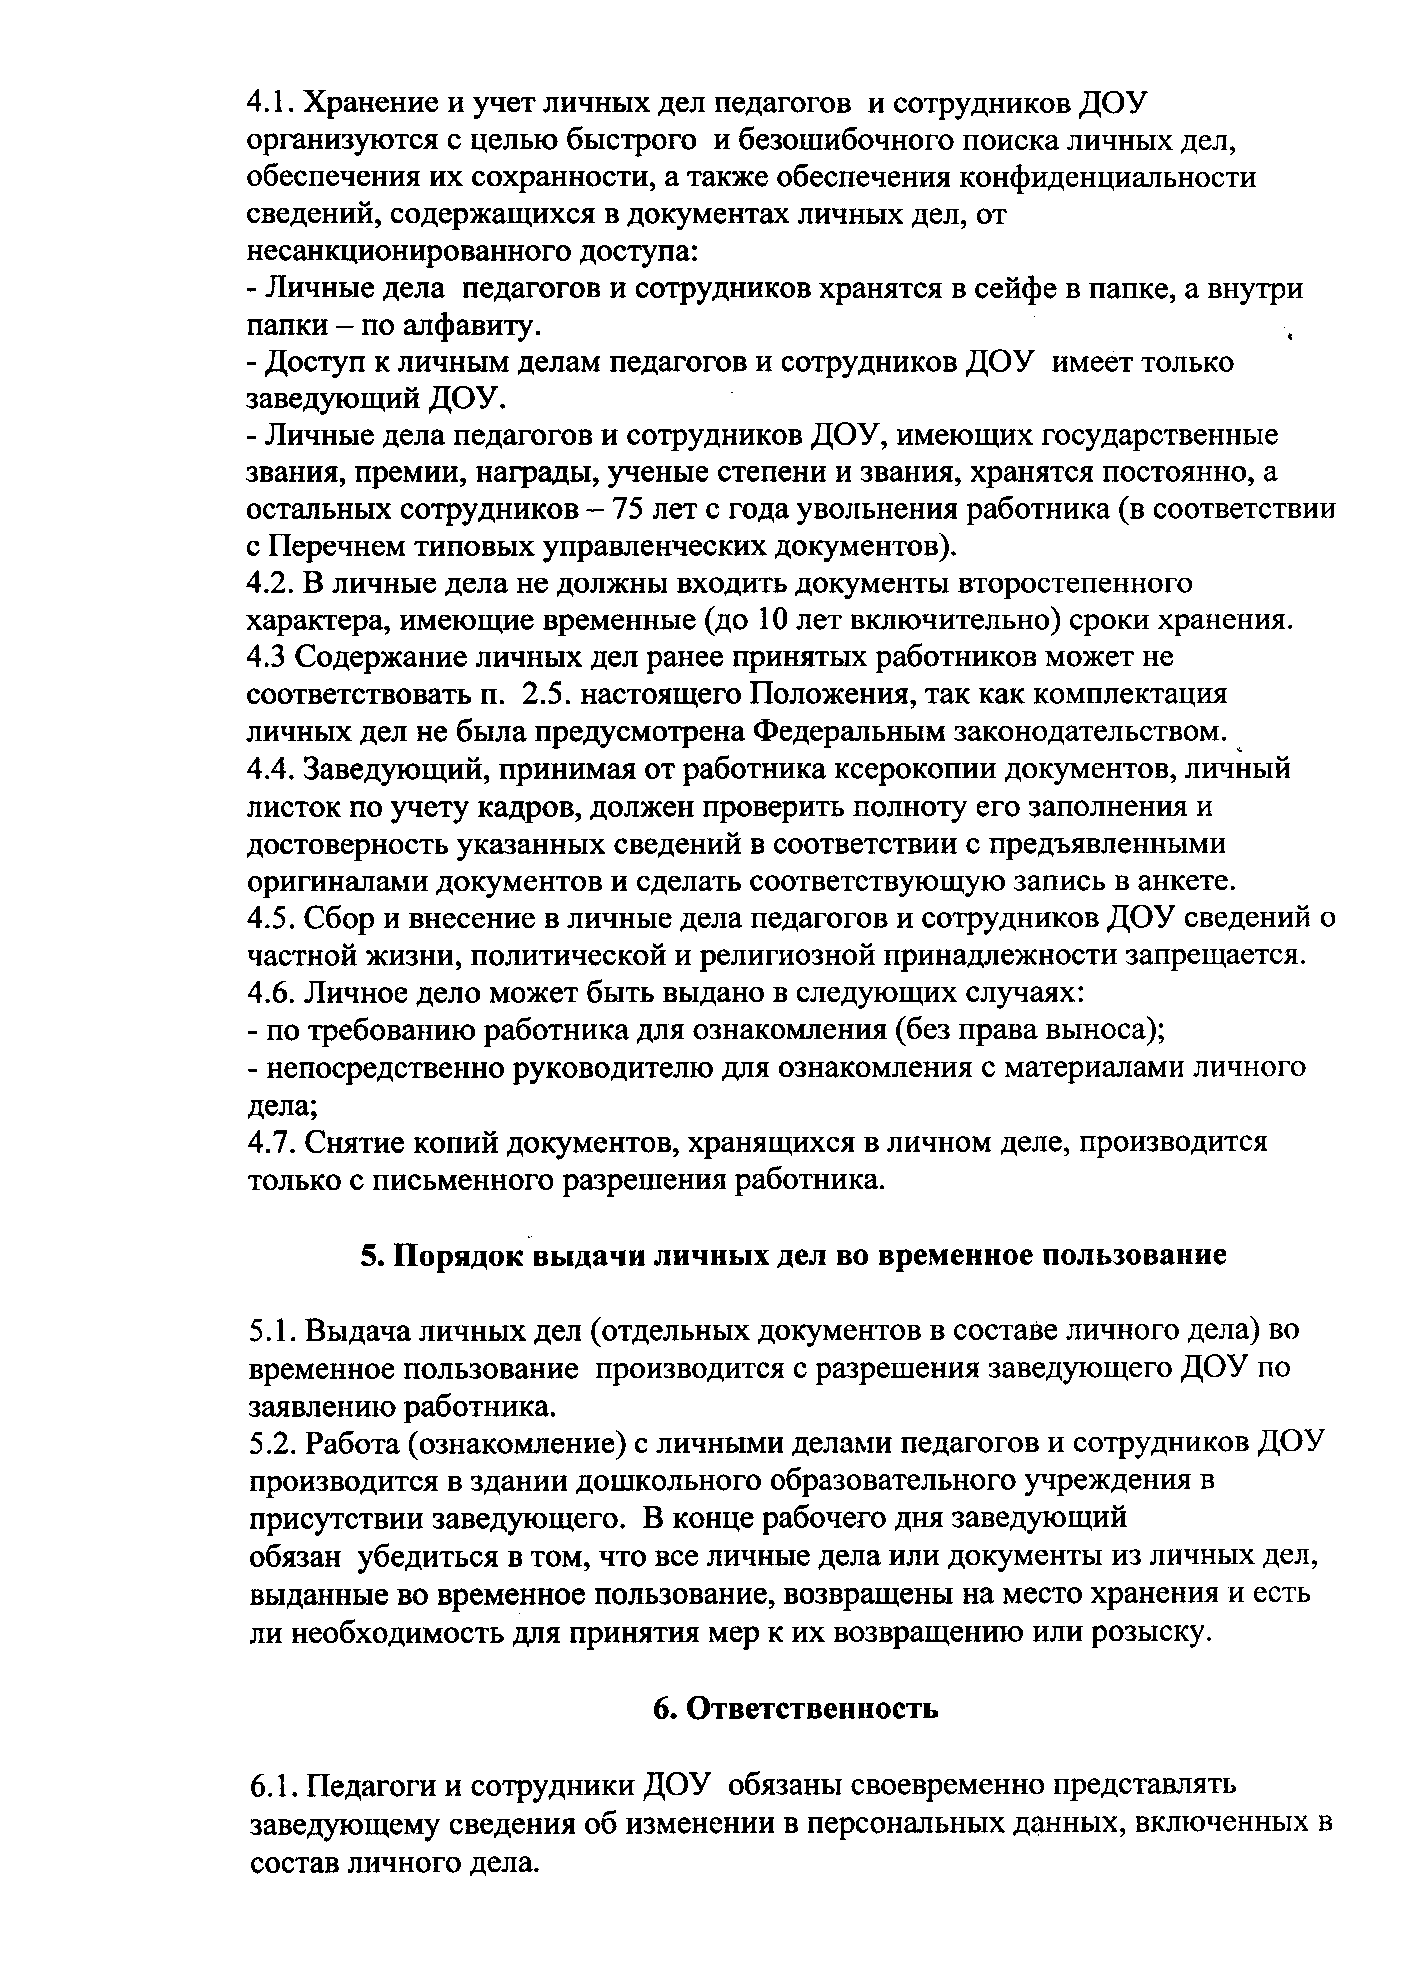 4.1. Хранение и учет личных дел педагогов  и сотрудников ДОУ
организуются с целью быстрого  и безошибочного поиска личных дел,
обеспечения их сохранности, а также обеспечения конфиденциальности
сведений, содержащихся в документах личных дел, от
несанкционированного доступа:
- Личные дела  педагогов и сотрудников хранятся в сейфе в папке, а внутри
папки – по алфавиту.
- Доступ к личным делам педагогов и сотрудников ДОУ  имеет только
заведующий ДОУ.
- Личные дела педагогов и сотрудников ДОУ, имеющих государственные
звания, премии, награды, ученые степени и звания, хранятся постоянно, а
остальных сотрудников – 75 лет с года увольнения работника (в соответствии
с Перечнем типовых управленческих документов).
4.2. В личные дела не должны входить документы второстепенного
характера, имеющие временные (до 10 лет включительно) сроки хранения.
4.3 Содержание личных дел ранее принятых работников может не
соответствовать п.  2.5. настоящего Положения, так как комплектация
личных дел не была предусмотрена Федеральным законодательством.
4.4. Заведующий, принимая от работника ксерокопии документов, личный
листок по учету кадров, должен проверить полноту его заполнения и
достоверность указанных сведений в соответствии с предъявленными
оригиналами документов и сделать соответствующую запись в анкете.
4.5. Сбор и внесение в личные дела педагогов и сотрудников ДОУ сведений о
частной жизни, политической и религиозной принадлежности запрещается.
4.6. Личное дело может быть выдано в следующих случаях:
- по требованию работника для ознакомления (без права выноса);
- непосредственно руководителю для ознакомления с материалами личного
дела;
4.7. Снятие копий документов, хранящихся в личном деле, производится
только с письменного разрешения работника.
5. Порядок выдачи личных дел во временное пользование
5.1. Выдача личных дел (отдельных документов в составе личного дела) во
временное пользование  производится с разрешения заведующего ДОУ по
заявлению работника.
5.2. Работа (ознакомление) с личными делами педагогов и сотрудников ДОУ
производится в здании дошкольного образовательного учреждения в
присутствии заведующего.  В конце рабочего дня заведующий
обязан  убедиться в том, что все личные дела или документы из личных дел,
выданные во временное пользование, возвращены на место хранения и есть
ли необходимость для принятия мер к их возвращению или розыску.
6. Ответственность
6.1. Педагоги и сотрудники ДОУ  обязаны своевременно представлять
заведующему сведения об изменении в персональных данных, включенных в
состав личного дела.